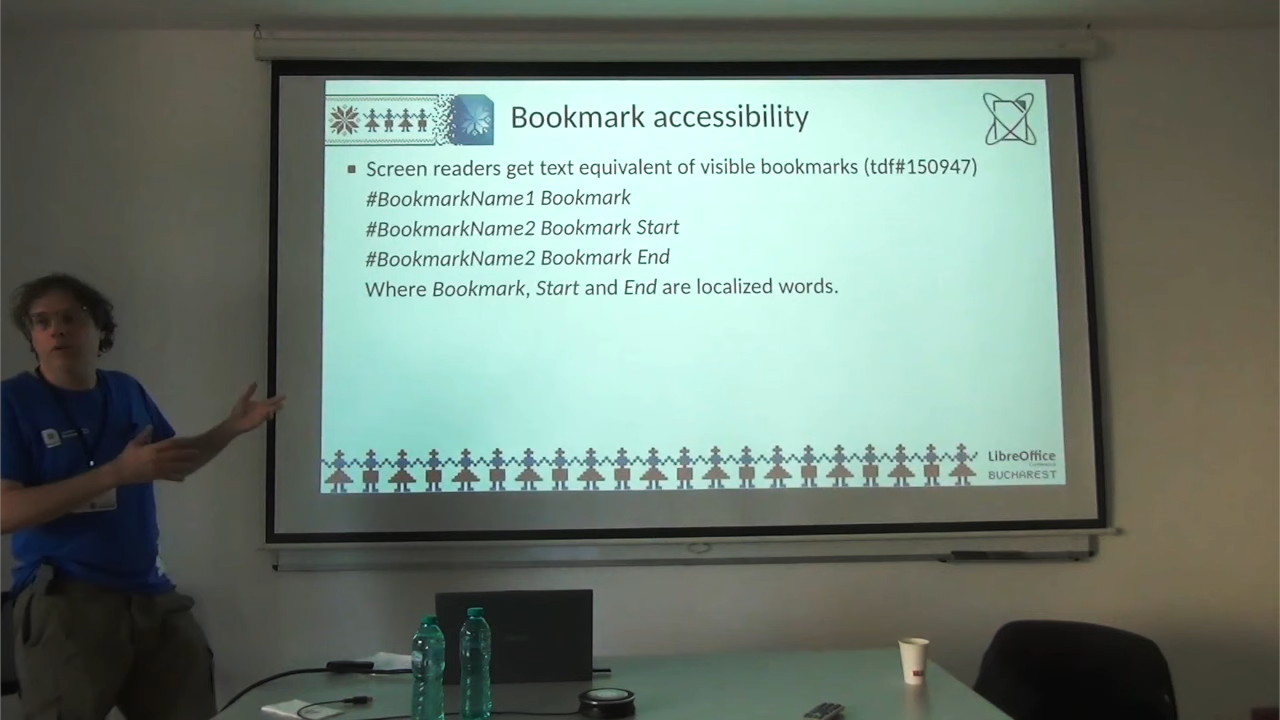 Bookmark accessibility
Screen readers get text equivalent of visible bookmarks (tdf#150947)
#BookmarkName1 Bookmark
#BookmarkName2 Bookmark Start
#BookmarkName2 Bookmark End
Where Bookmark, Start and End are localized words.
LibreOffice
BUCHAREST